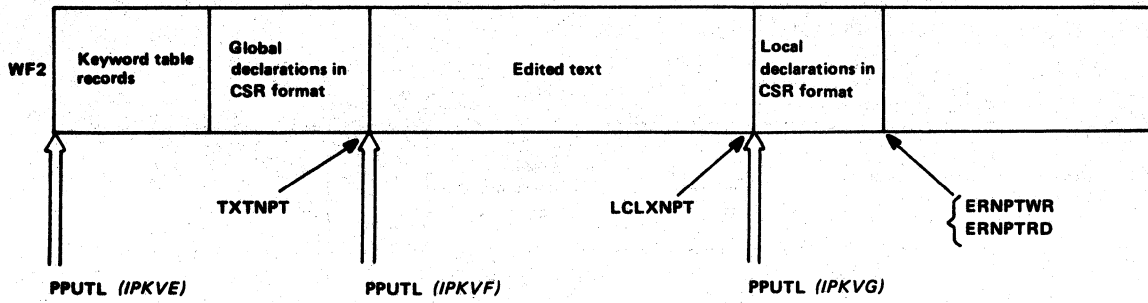 WF2
Keyword table
records
Global
declarations in
CSR format
Edited text
Local
declarations in
CSR format
TXTNPT
LCLXNPT
ERNPTWR
ERNPTRD
PPUTL (IPKVE)
PPUTL (IPKVF)
PPUTL (IPKVG)